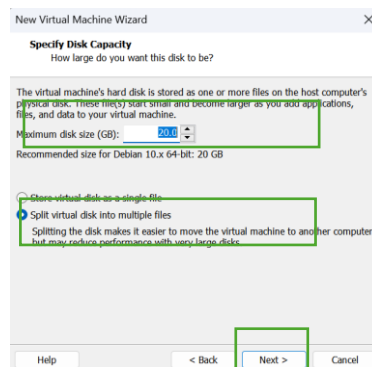 New Virtual Machine Wizard
Specify Disk Capacity
How large do you want this disk to be?
The virtual machine's hard disk is stored as one or more files on the host computer's
physical disk. These file(s) start small and become larger as you add applications,
files, and data to your virtual machine.
Maximum disk size (GB): 20.0
Recommended size for Debian 10.x 64-bit: 20 GB
Store virtual disk as a single file
Split virtual disk into multiple files
Splitting the disk makes it easier to move the virtual machine to another computer
but may reduce performance with very large disks.
Help < Back Next > Cancel